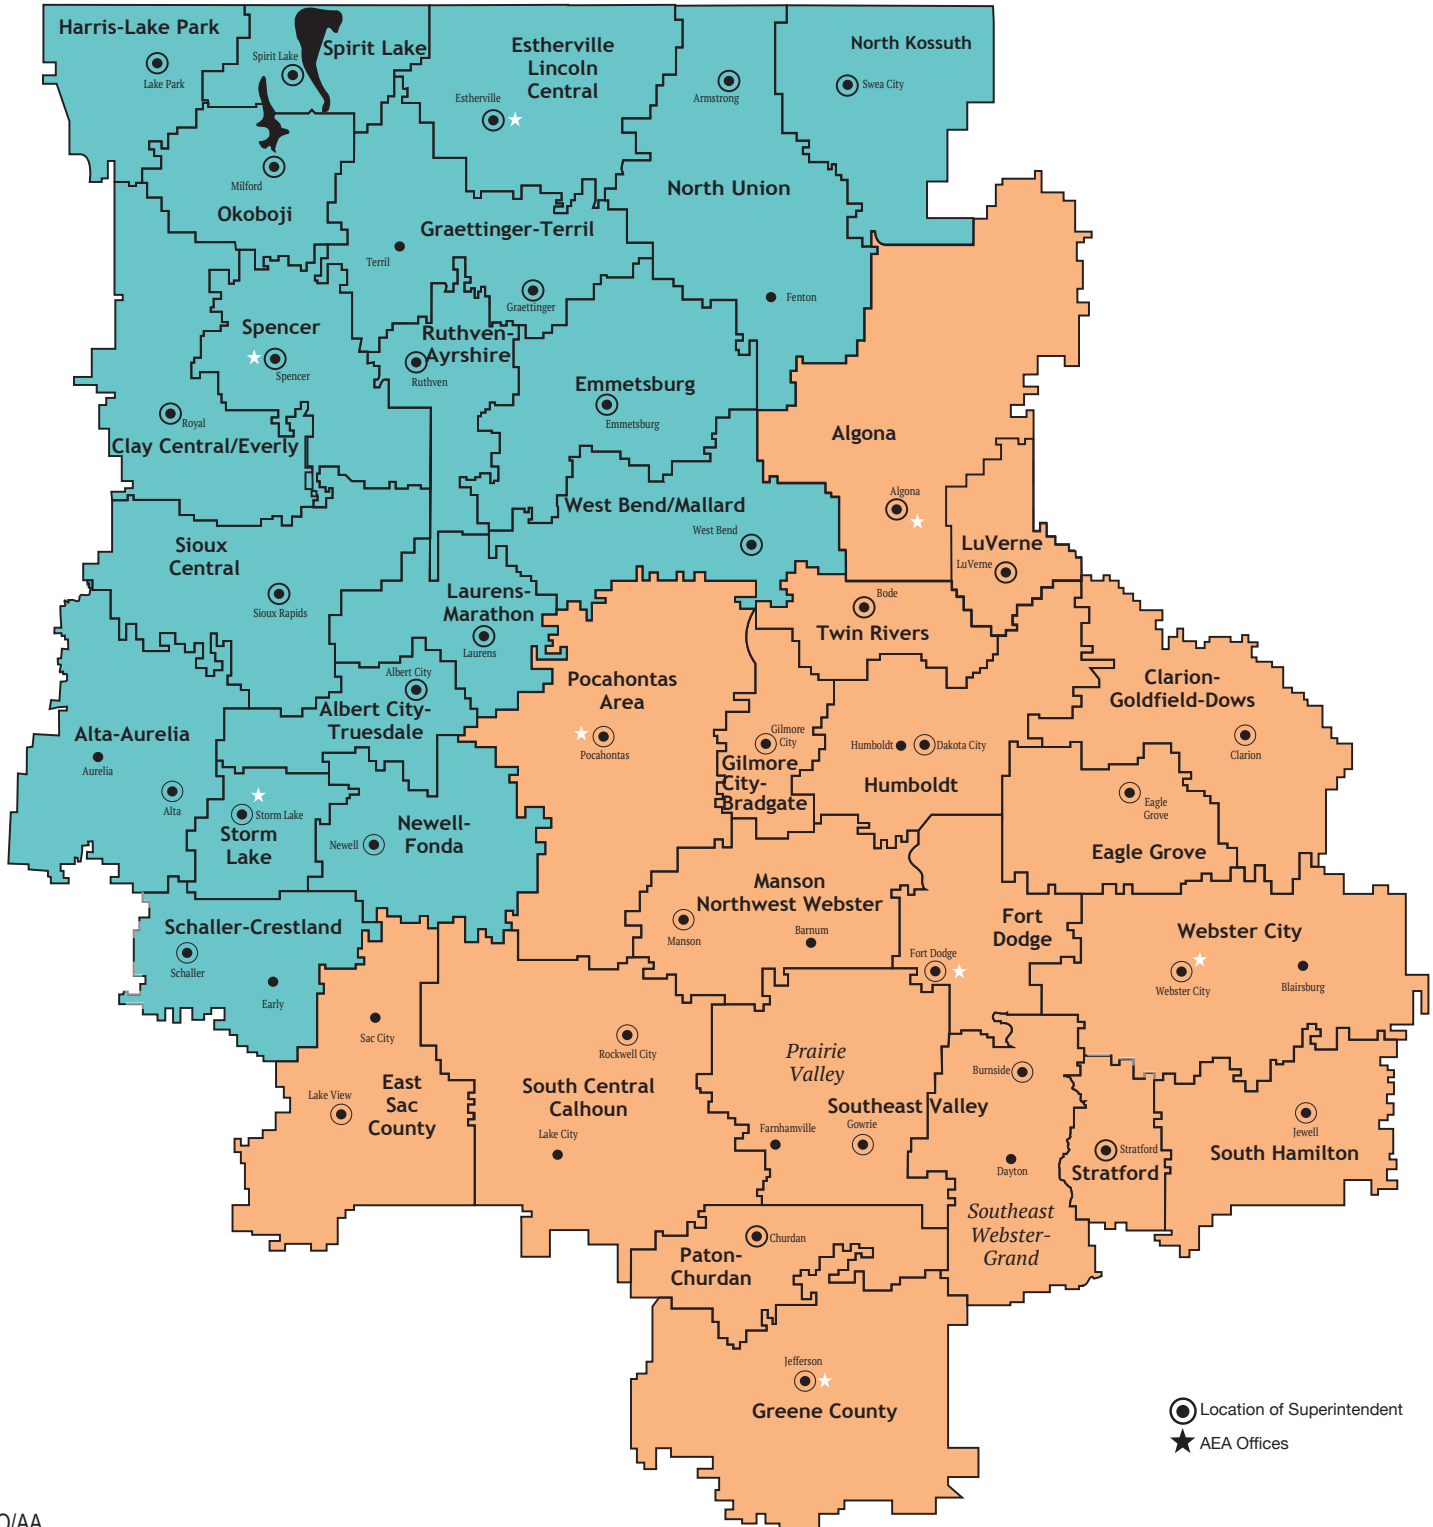 Harris-Lake Park
Lake Park
Spirit Lake
Spirit Lake
Estherville
Lincoln
Central
Estherville
Armstrong
North Kossuth
Swea City
Milford
Okoboji
North Union
Graettinger-Terril
Terril
Graettinger
Fenton
Spencer
Spencer
Ruthven-
Ayrshire
Ruthven
Emmetsburg
Emmetsburg
Royal
Clay Central/Everly
Algona
Algona
West Bend/Mallard
West Bend
LuVerne
LuVerne
Sioux
Central
Sioux Rapids
Laurens-
Marathon
Laurens
Bode
Twin Rivers
Albert City
Albert City-
Truesdale
Pocahontas
Area
Pocahontas
Clarion-
Goldfield-Dows
Clarion
Alta-Aurelia
Aurelia
Alta
Gilmore
City
Gilmore
City-
Bradgate
Humboldt
Dakota City
Humboldt
Storm Lake
Storm
Lake
Newell-
Fonda
Newell
Eagle
Grove
Eagle Grove
Manson
Northwest Webster
Manson
Barnum
Fort
Dodge
Fort Dodge
Webster City
Webster City
Blairsburg
Schaller-Crestland
Schaller
Early
Sac City
East
Sac
County
Lake View
Rockwell City
South Central
Calhoun
Lake City
Prairie
Valley
Southeast Valley
Farnhamville
Gowrie
Burnside
Dayton
Southeast
Webster-
Grand
Stratford
Stratford
Jewell
South Hamilton
Paton-
Churdan
Churdan
Jefferson
Greene County
Location of Superintendent
AEA Offices
O/AA